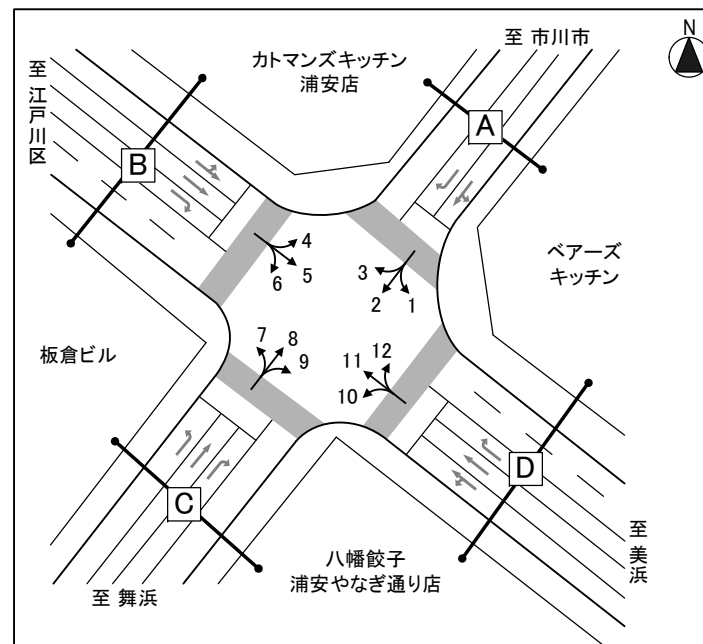 至 市川市
N
カトマンズキッチン
浦安店
至 江戸川区
A
B
ベアーズ
キッチン
4
5
6
3
2
1
板倉ビル
7
8
9
11
12
10
C
D
八幡餃子
浦安やなぎ通り店
至 美浜
至 舞浜